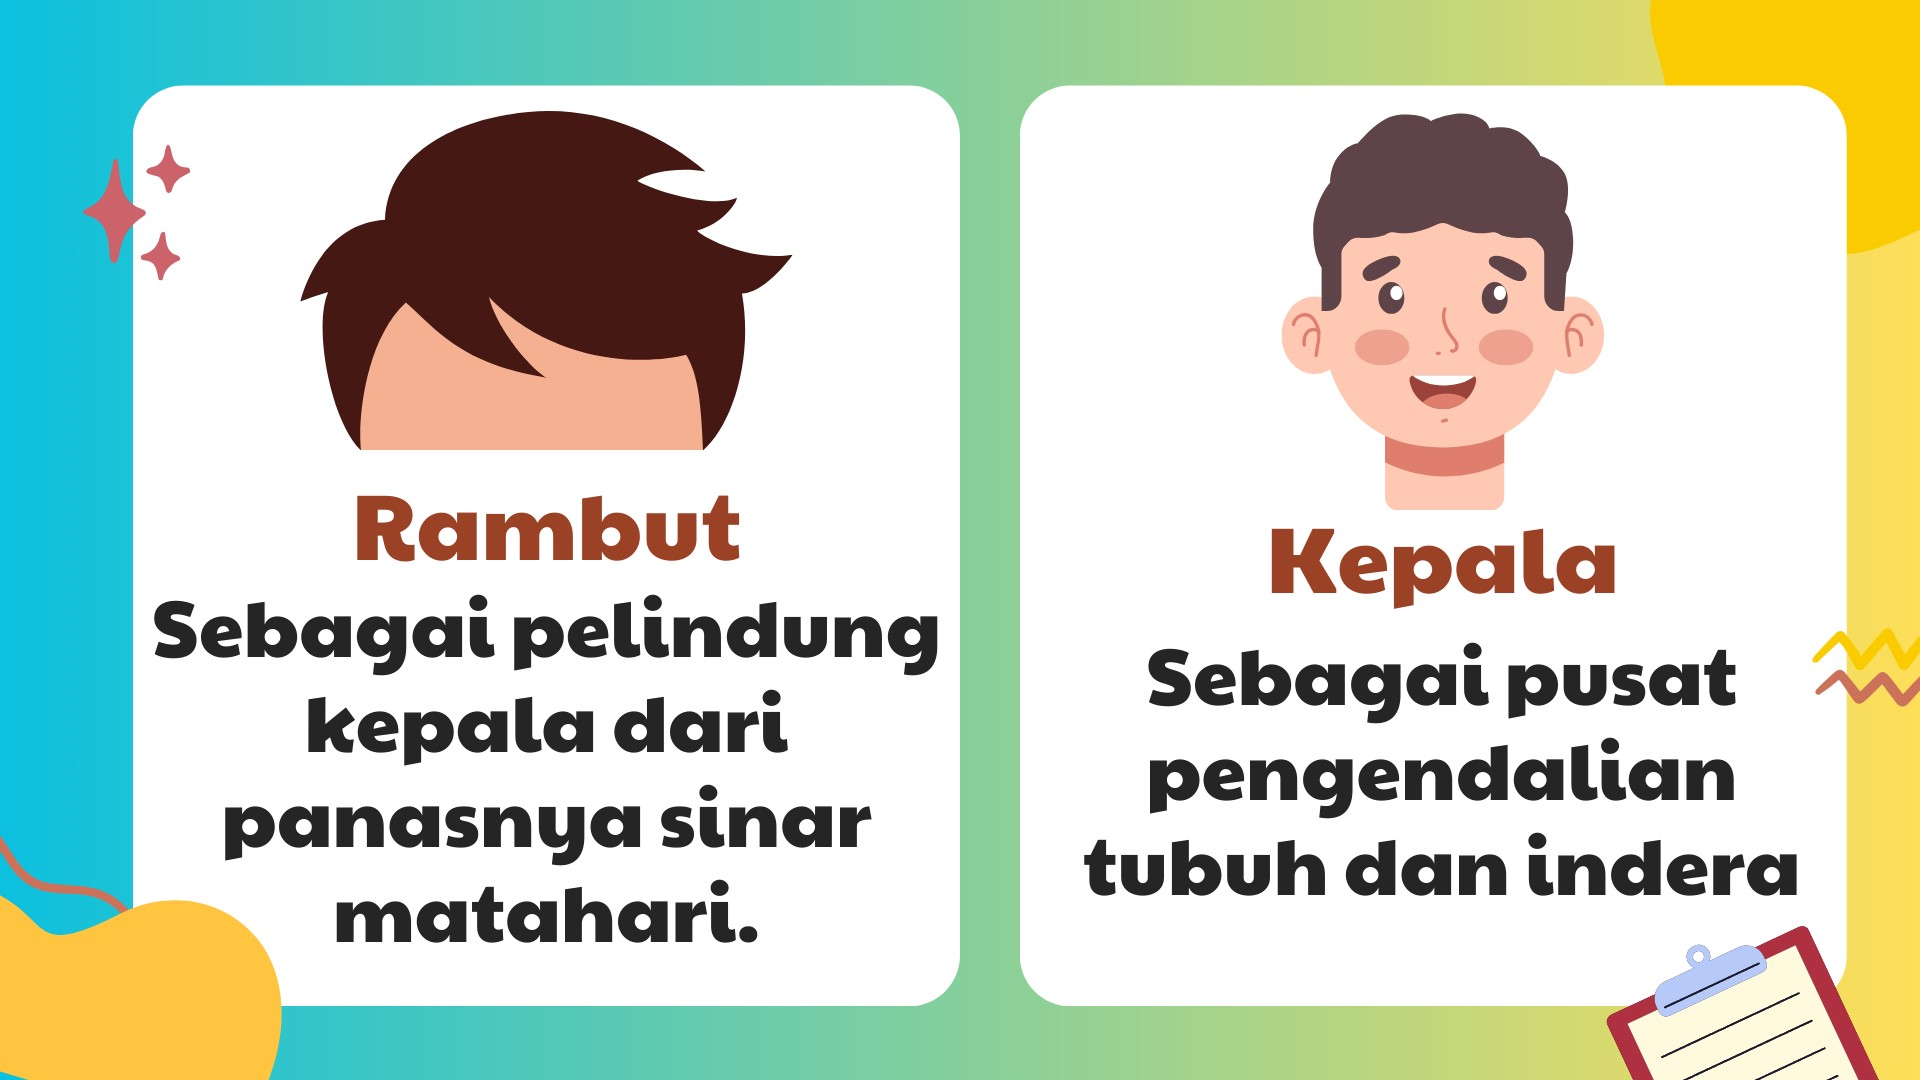 Rambut
Sebagai pelindung
kepala dari
panasnya sinar
matahari.
Kepala
Sebagai pusat
pengendalian
tubuh dan indera